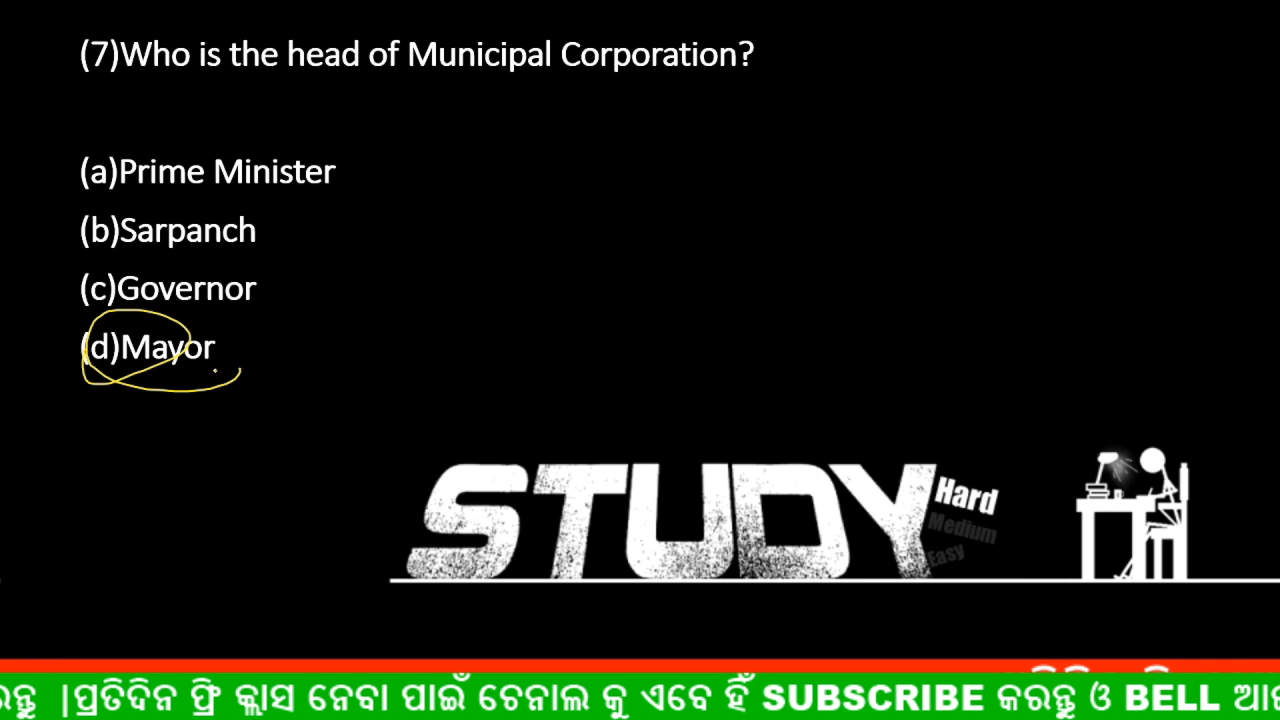 (7)Who is the head of Municipal Corporation?
(a)Prime Minister
(b)Sarpanch
(c)Governor
(d)Mayor
STUDY
Hard
Medium
Easy
|ପ୍ରତିଦିନ ଫ୍ରି କ୍ଲାସ ନେବା ପାଇଁ ଚେନାଲ କୁ ଏବେ ହିଁ SUBSCRIBE କରନ୍ତୁ ଓ BELL